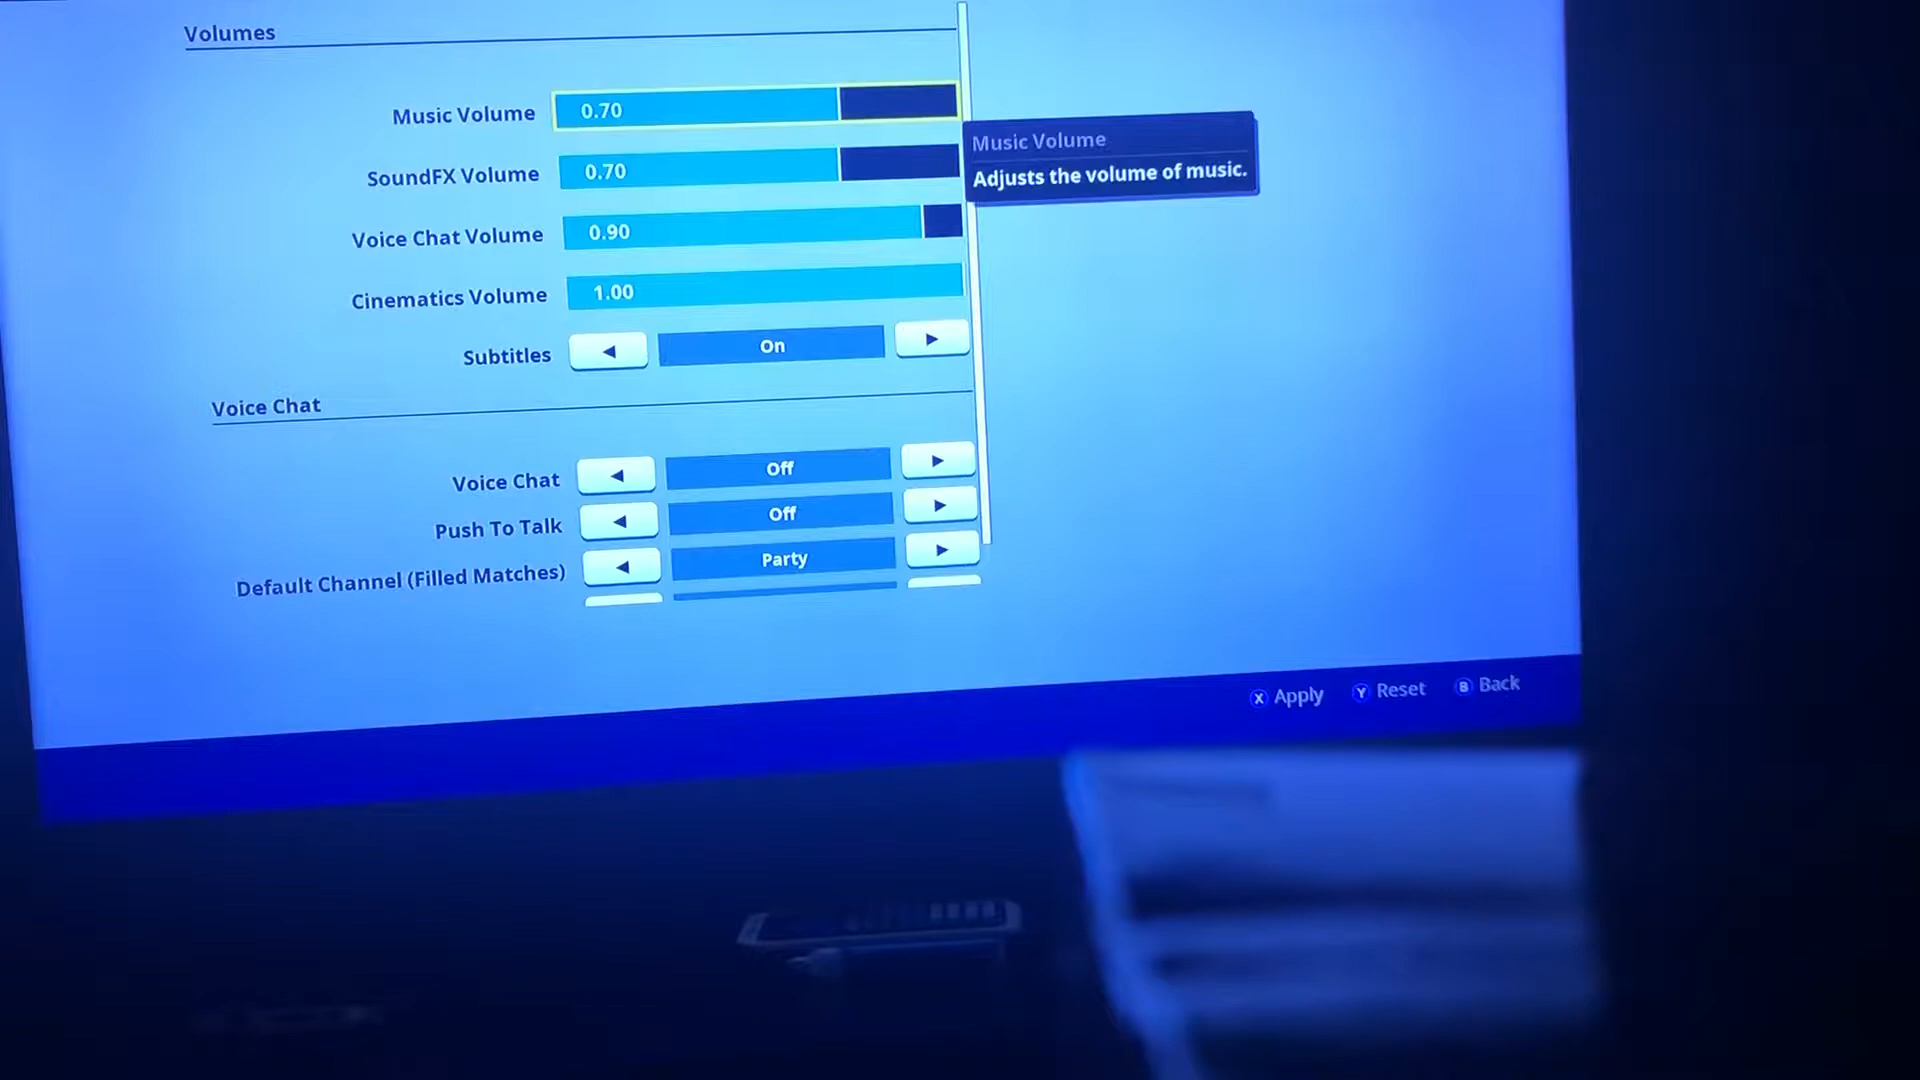 Volumes
Music Volume 0.70
Music Volume
Adjusts the volume of music.
SoundFX Volume 0.70
Voice Chat Volume 0.90
Cinematics Volume 1.00
Subtitles ◀ On ▶
Voice Chat
Voice Chat ◀ Off ▶
Push To Talk ◀ Off ▶
Default Channel (Filled Matches) ◀ Party ▶
X Apply Y Reset B Back